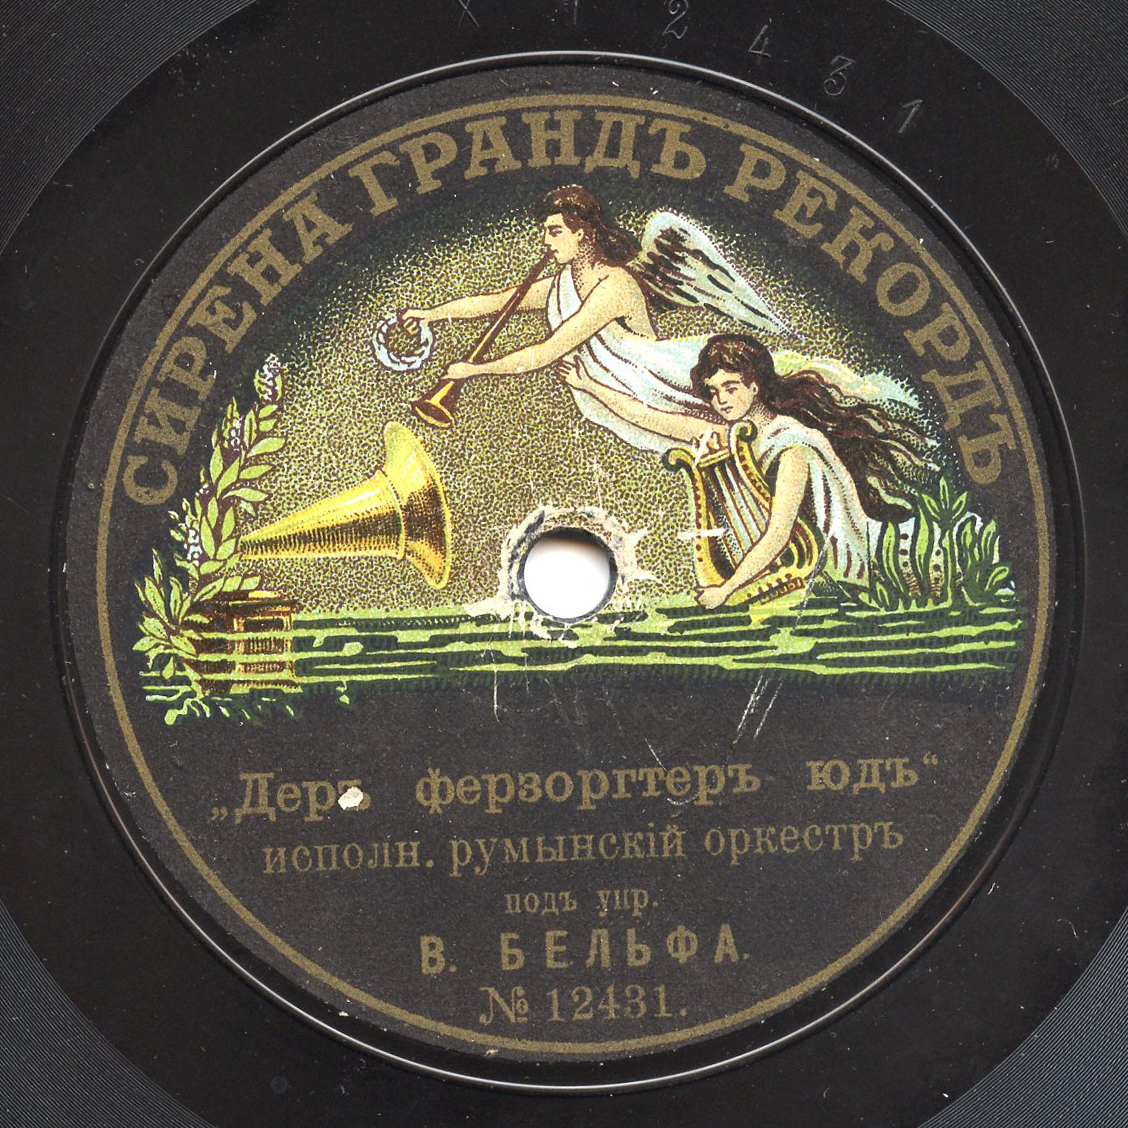 X 12431
СИРЕНА ГРАНДЪ РЕКОРДЪ
„Деръ ферзоргтеръ юдъ“
исполн. румынскій оркестръ
подъ упр.
В. БЕЛЬФА.
№ 12431.